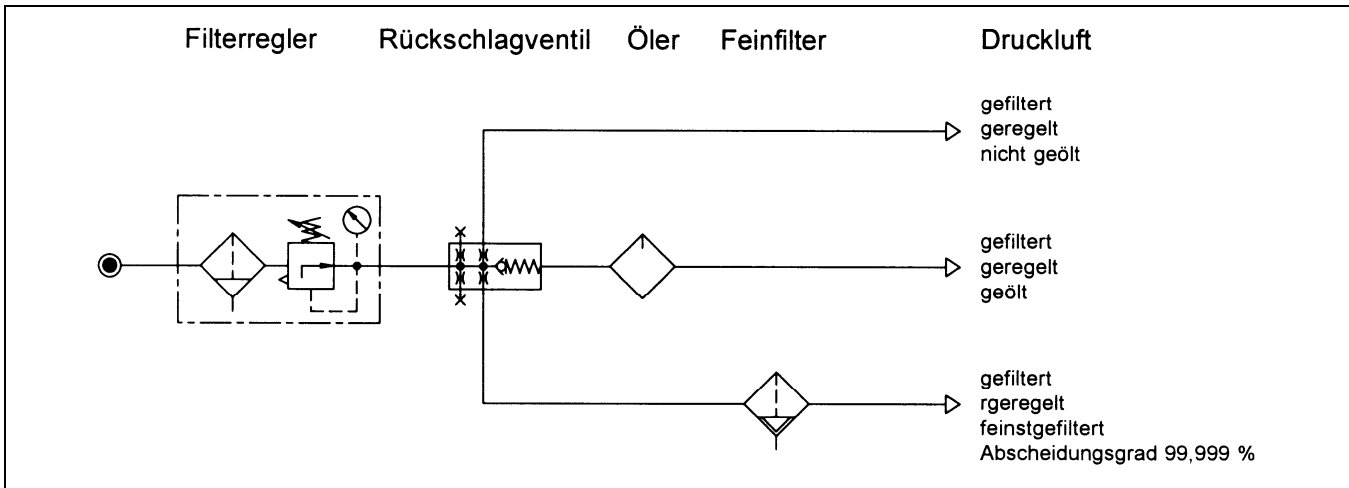 Filterregler Rückschlagventil Öler Feinfilter Druckluft
gefiltert
geregelt
nicht geölt
gefiltert
geregelt
geölt
gefiltert
rgeregelt
feinstgefiltert
Abscheidungsgrad 99,999 %